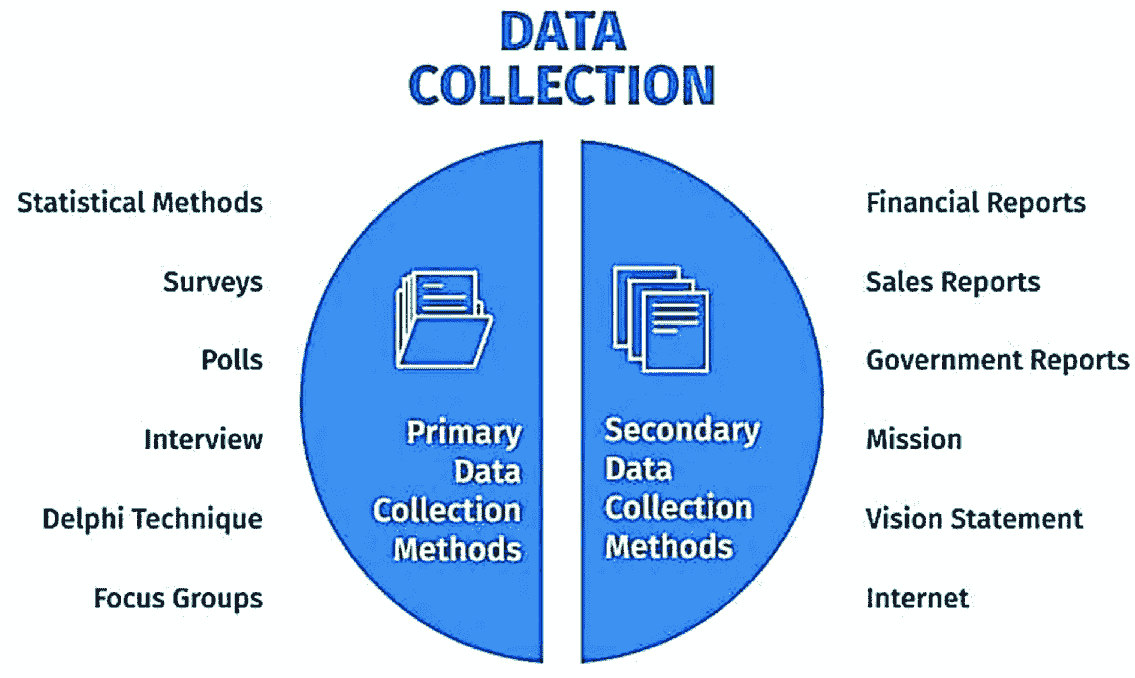 DATA
COLLECTION
Statistical Methods
Surveys
Polls
Interview
Delphi Technique
Focus Groups
Primary
Data
Collection
Methods
Secondary
Data
Collection
Methods
Financial Reports
Sales Reports
Government Reports
Mission
Vision Statement
Internet